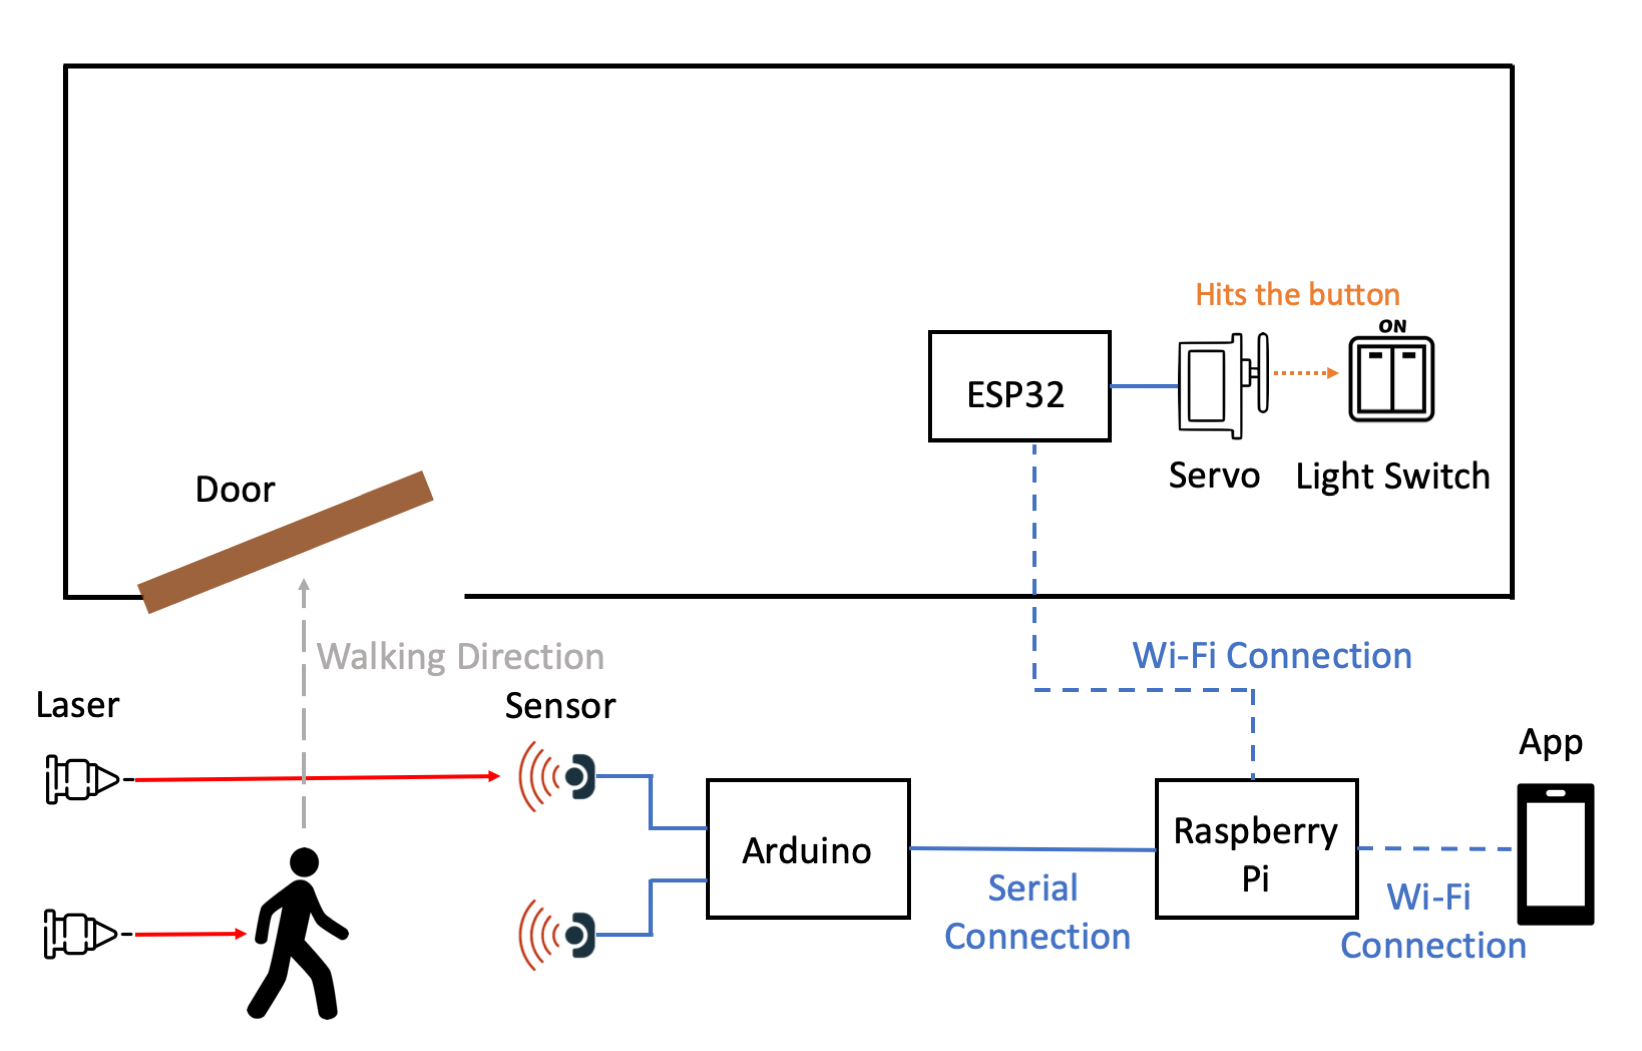 Hits the button
ON
ESP32
Servo
Light Switch
Door
Walking Direction
Wi-Fi Connection
Laser
Sensor
App
Arduino
Raspberry
Pi
Serial
Connection
Wi-Fi
Connection